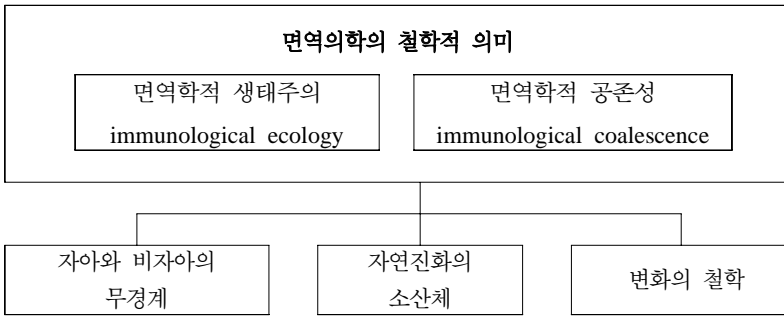 면역의학의 철학적 의미
면역학적 생태주의
immunological ecology
면역학적 공존성
immunological coalescence
자아와 비자아의
무경계
자연진화의
소산체
변화의 철학